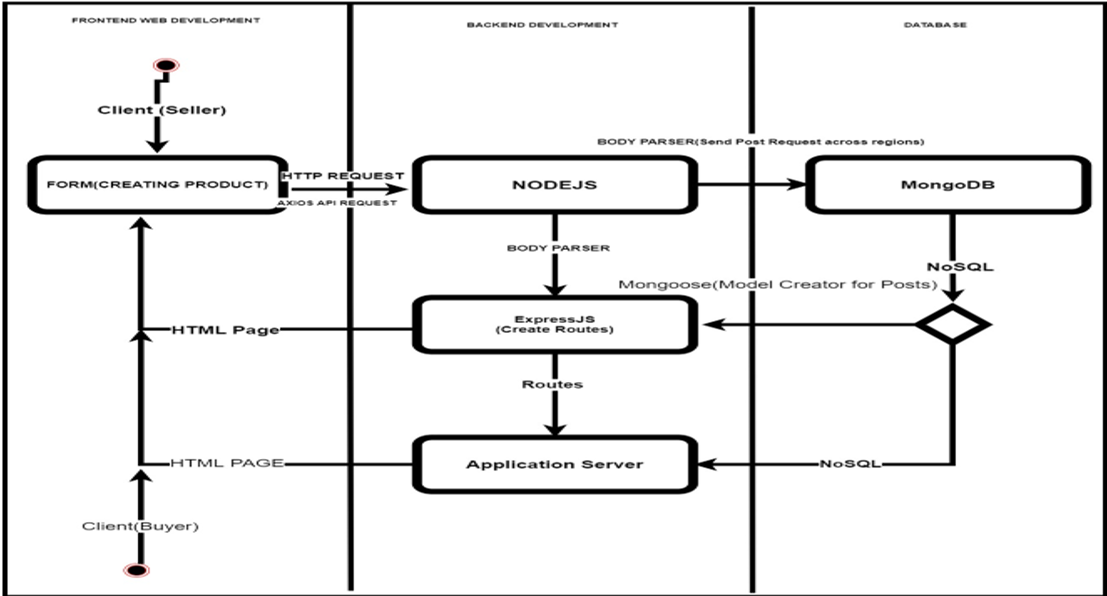 FRONTEND WEB DEVELOPMENT
BACKEND DEVELOPMENT
DATABASE
Client (Seller)
BODY PARSER(Send Post Request across regions)
FORM(CREATING PRODUCT)
HTTP REQUEST
AXIOS API REQUEST
NODEJS
MongoDB
BODY PARSER
NoSQL
Mongoose(Model Creator for Posts)
HTML Page
ExpressJS
(Create Routes)
Routes
HTML PAGE
Application Server
NoSQL
Client(Buyer)